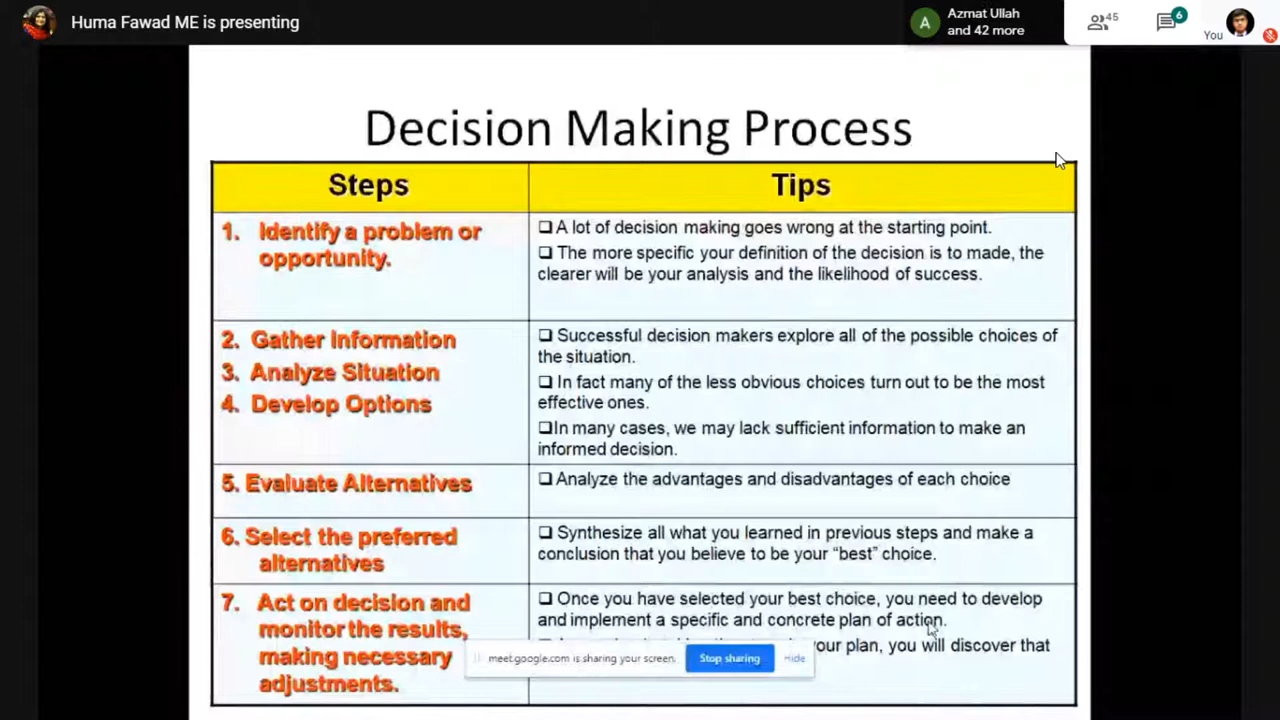 Huma Fawad ME is presenting
A
Azmat Ullah
and 42 more
45
6
You
Decision Making Process
Steps
Tips
1. Identify a problem or
opportunity.
❑ A lot of decision making goes wrong at the starting point.
❑ The more specific your definition of the decision is to made, the
clearer will be your analysis and the likelihood of success.
2. Gather Information
3. Analyze Situation
4. Develop Options
❑ Successful decision makers explore all of the possible choices of
the situation.
❑ In fact many of the less obvious choices turn out to be the most
effective ones.
❑In many cases, we may lack sufficient information to make an
informed decision.
5. Evaluate Alternatives
❑ Analyze the advantages and disadvantages of each choice
6. Select the preferred
alternatives
❑ Synthesize all what you learned in previous steps and make a
conclusion that you believe to be your “best” choice.
7. Act on decision and
monitor the results,
making necessary
adjustments.
❑ Once you have selected your best choice, you need to develop
and implement a specific and concrete plan of action.
your plan, you will discover that
meet.google.com is sharing your screen.
Stop sharing
Hide